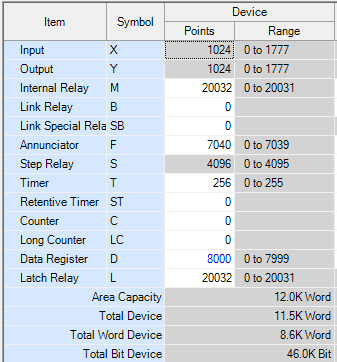 Item Symbol Device
Points Range
Input X 1024 0 to 1777
Output Y 1024 0 to 1777
Internal Relay M 20032 0 to 20031
Link Relay B 0
Link Special Rela SB 0
Annunciator F 7040 0 to 7039
Step Relay S 4096 0 to 4095
Timer T 256 0 to 255
Retentive Timer ST 0
Counter C 0
Long Counter LC 0
Data Register D 8000 0 to 7999
Latch Relay L 20032 0 to 20031
Area Capacity 12.0K Word
Total Device 11.5K Word
Total Word Device 8.6K Word
Total Bit Device 46.0K Bit